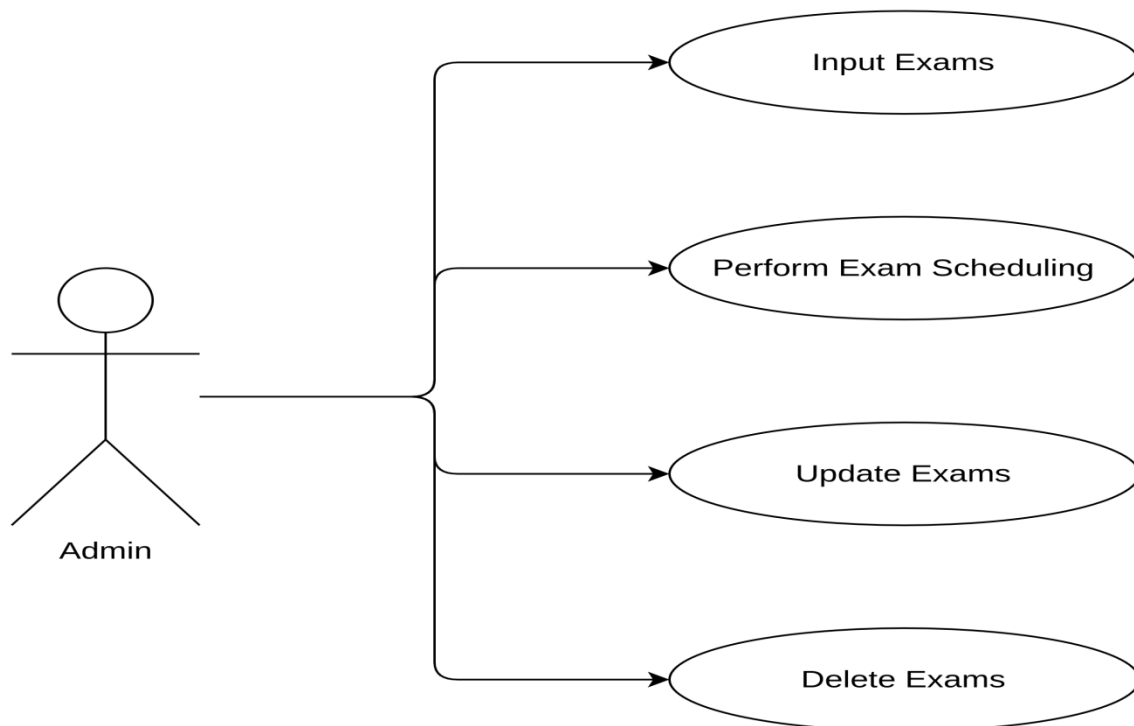 Input Exams
Perform Exam Scheduling
Update Exams
Admin
Delete Exams